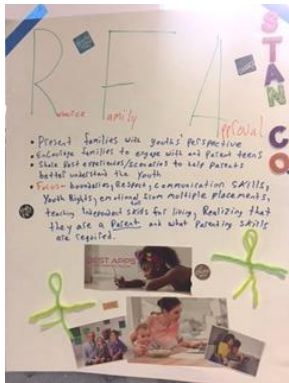 RFA
Resource Family Approval
STAN CO.
• Present families with youths' perspective
• Encourage families to engage with and parent teens
• Share past experiences/scenarios to help parents
better understand the youth
• Focus- boundaries, Respect, communication skills,
Youth Rights, emotional from multiple placements,
and
teaching independent skills for living, Realizing that
they are a Parent and what Parenting skills
are required.
BEST APPS